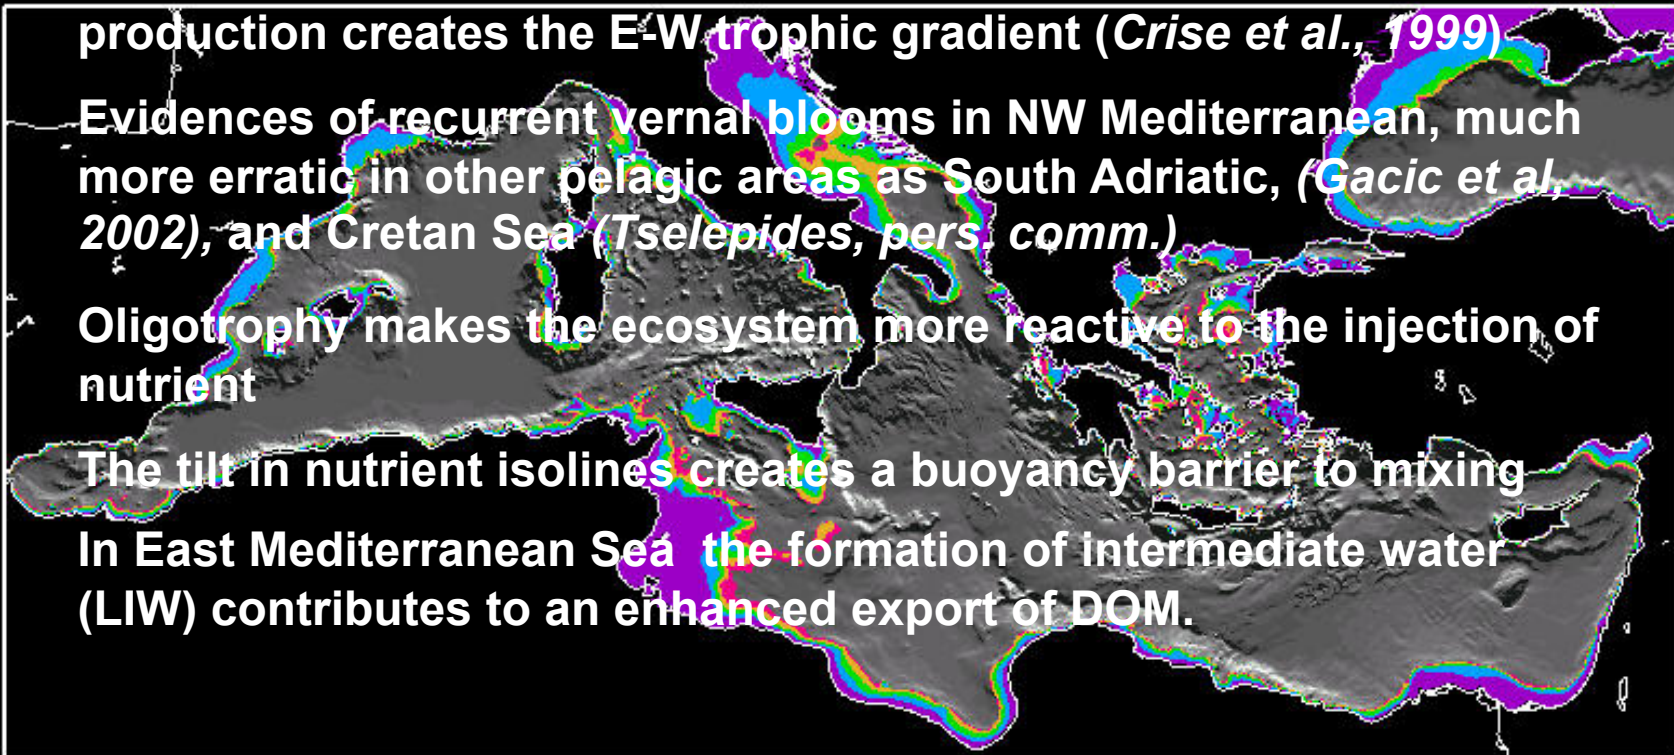 production creates the E-W trophic gradient (Crise et al., 1999)
Evidences of recurrent vernal blooms in NW Mediterranean, much
more erratic in other pelagic areas as South Adriatic, (Gacic et al,
2002), and Cretan Sea (Tselepides, pers. comm.)
Oligotrophy makes the ecosystem more reactive to the injection of
nutrient
The tilt in nutrient isolines creates a buoyancy barrier to mixing
In East Mediterranean Sea the formation of intermediate water
(LIW) contributes to an enhanced export of DOM.